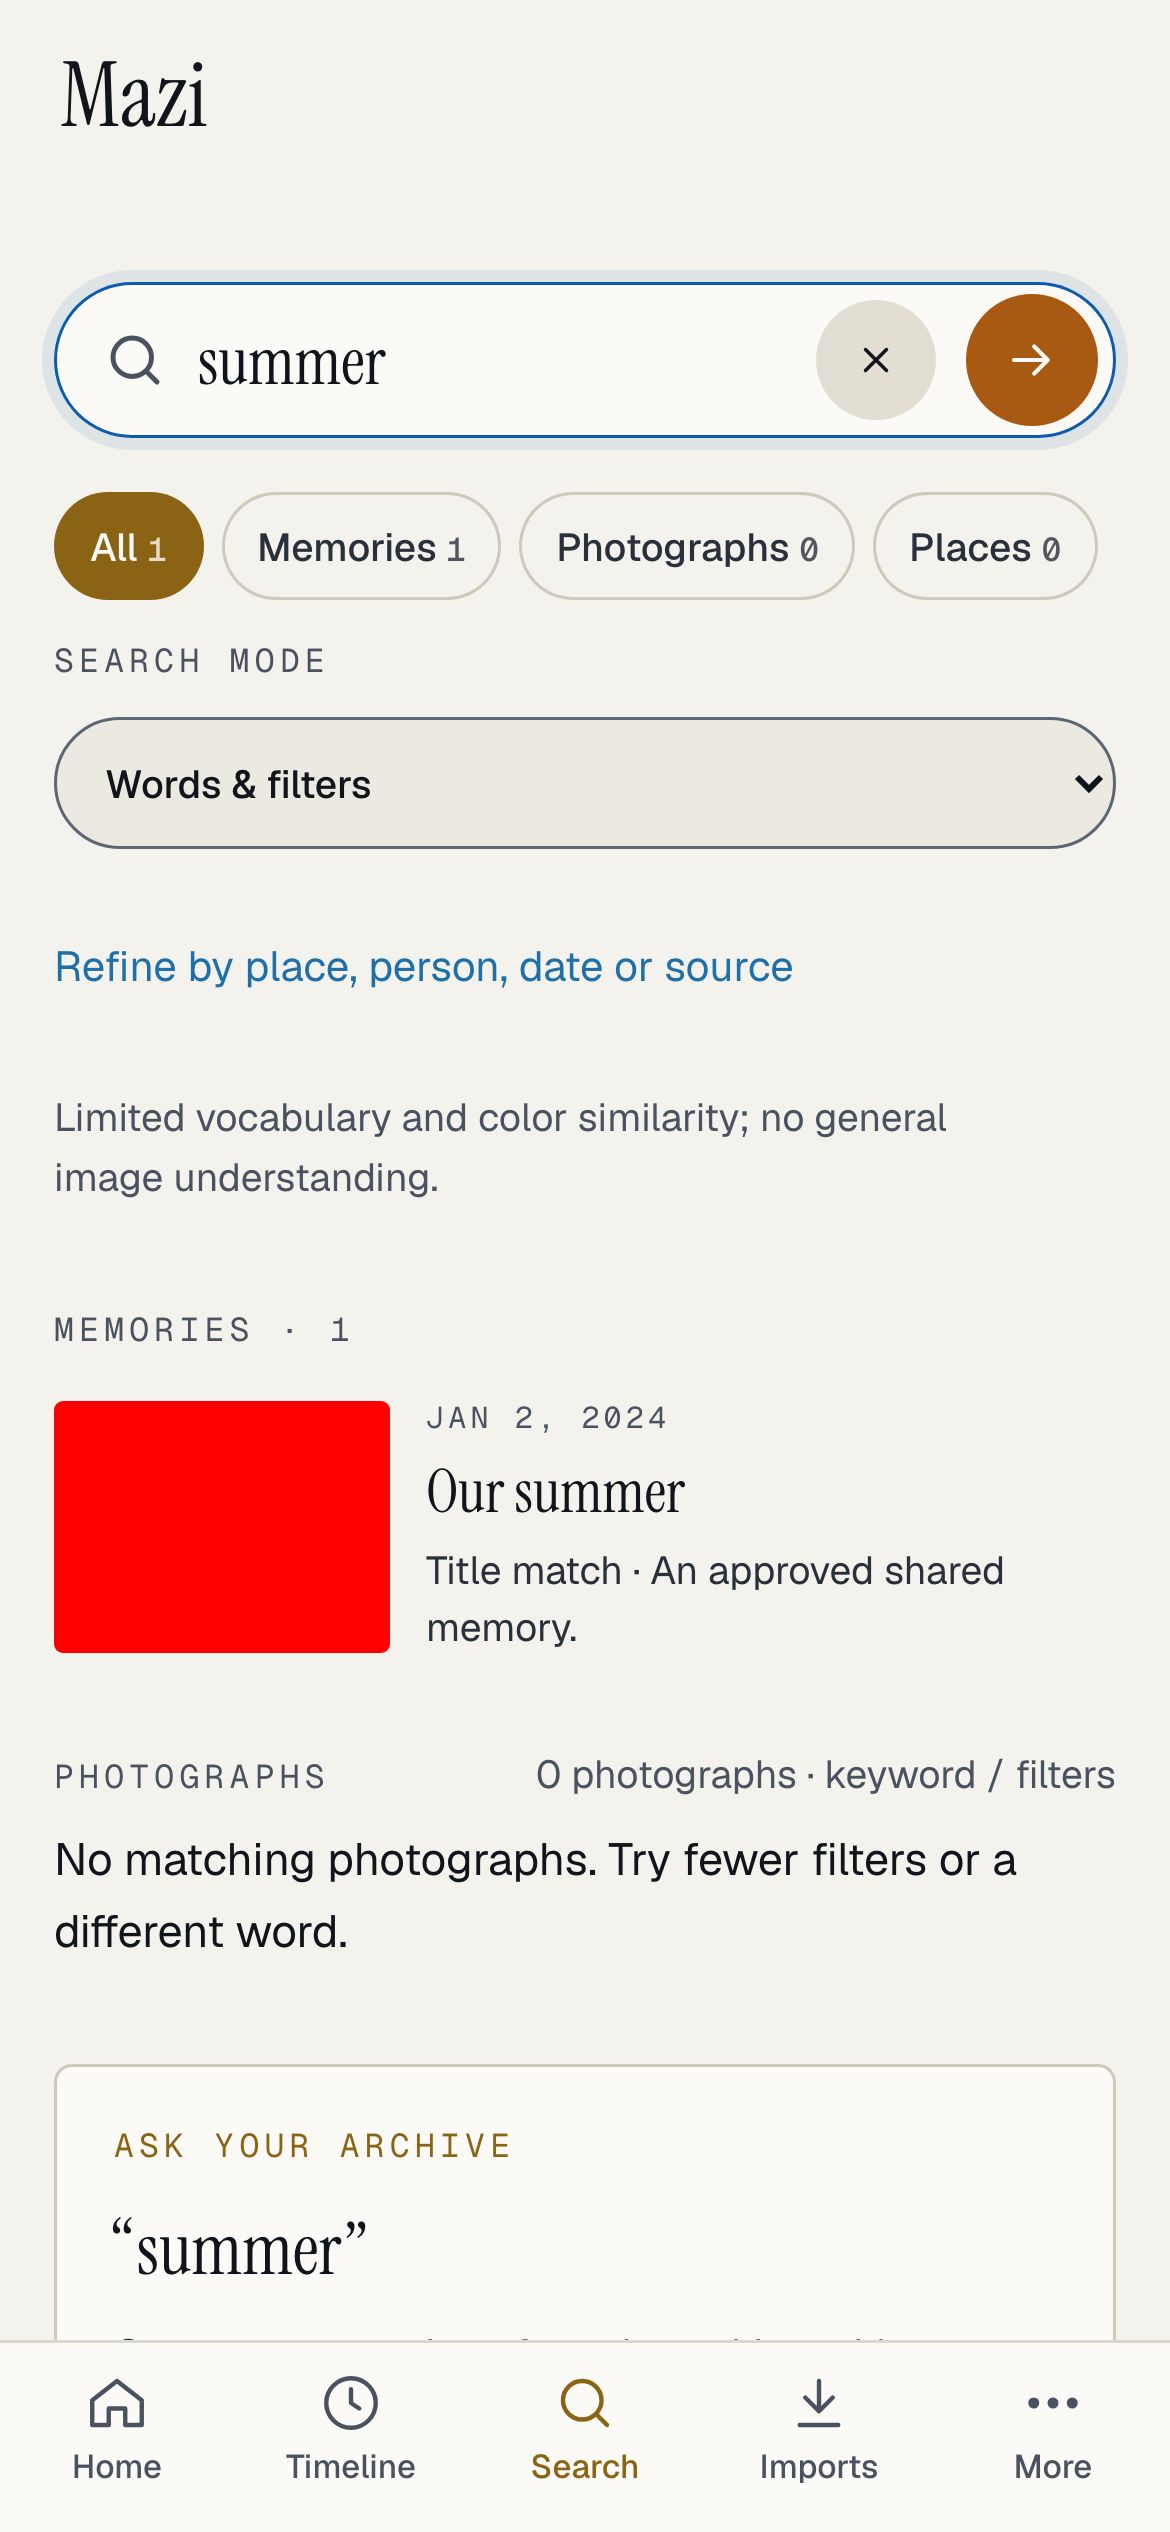 Mazi
summer
All 1
Memories 1
Photographs 0
Places 0
SEARCH MODE
Words & filters
Refine by place, person, date or source
Limited vocabulary and color similarity; no general
image understanding.
MEMORIES · 1
JAN 2, 2024
Our summer
Title match · An approved shared
memory.
PHOTOGRAPHS
0 photographs · keyword / filters
No matching photographs. Try fewer filters or a
different word.
ASK YOUR ARCHIVE
“summer”
Home
Timeline
Search
Imports
More